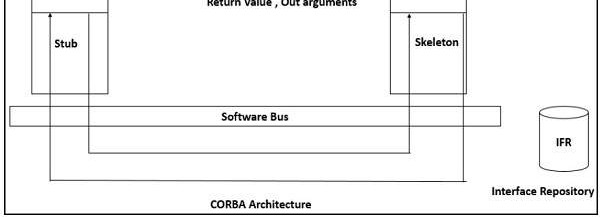 Return Value , Out arguments
Stub
Skeleton
Software Bus
IFR
Interface Repository
CORBA Architecture